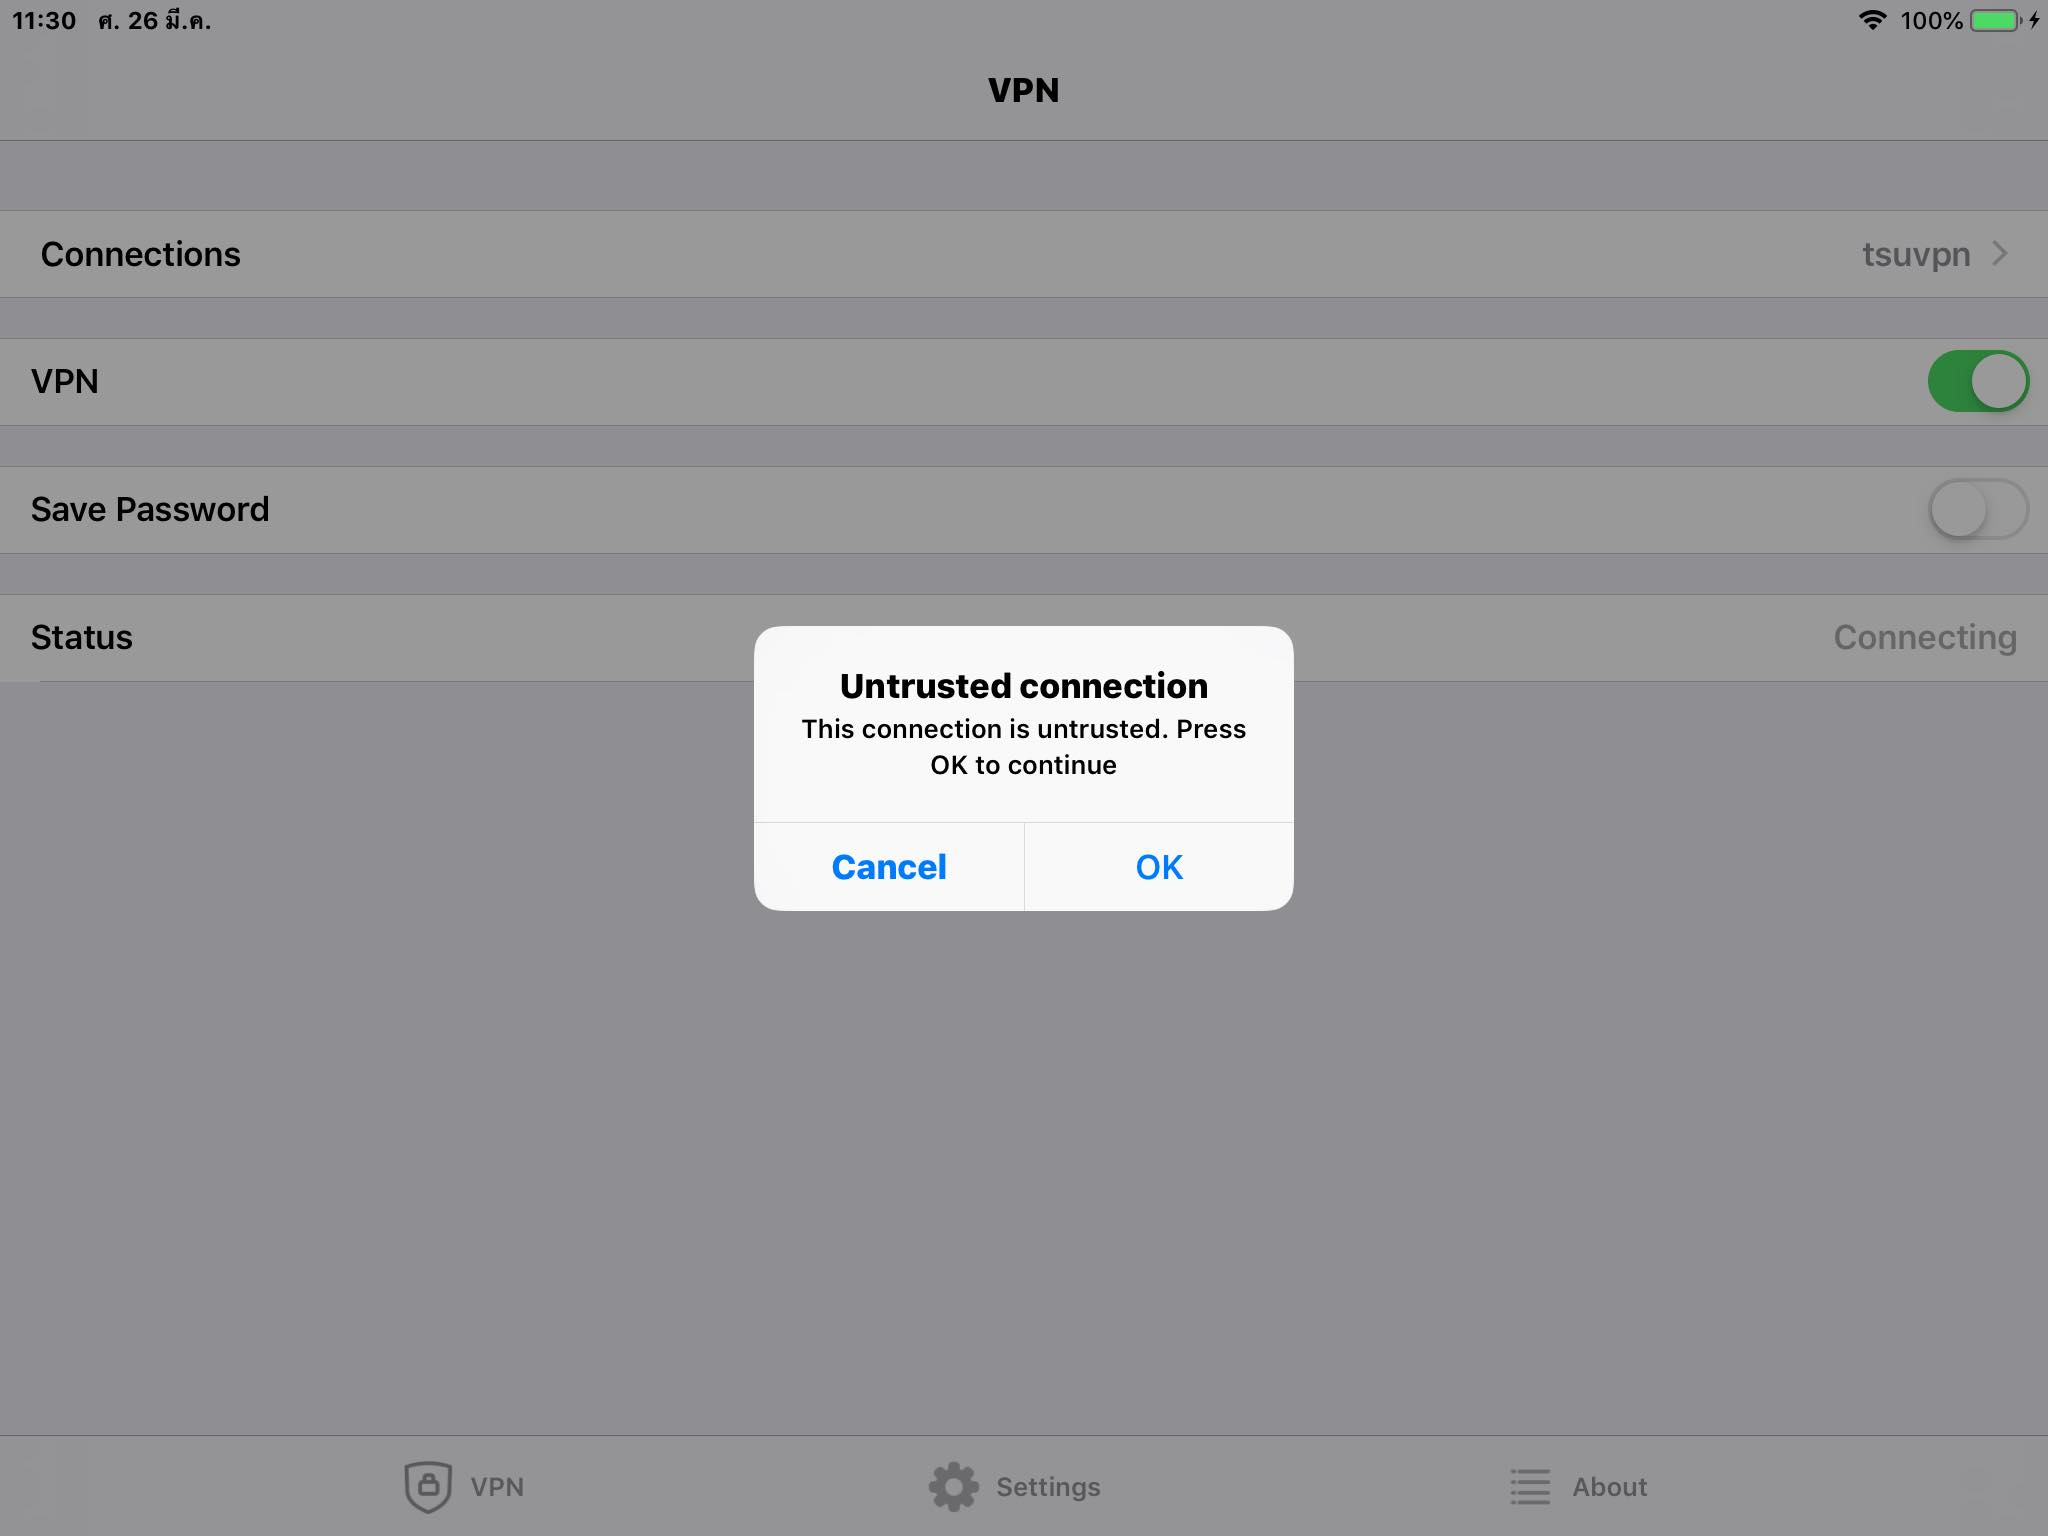 11:30 ศ. 26 มี.ค.
100%
VPN
Connections
tsuvpn
VPN
Save Password
Status
Connecting
Untrusted connection
This connection is untrusted. Press
OK to continue
Cancel
OK
VPN
Settings
About